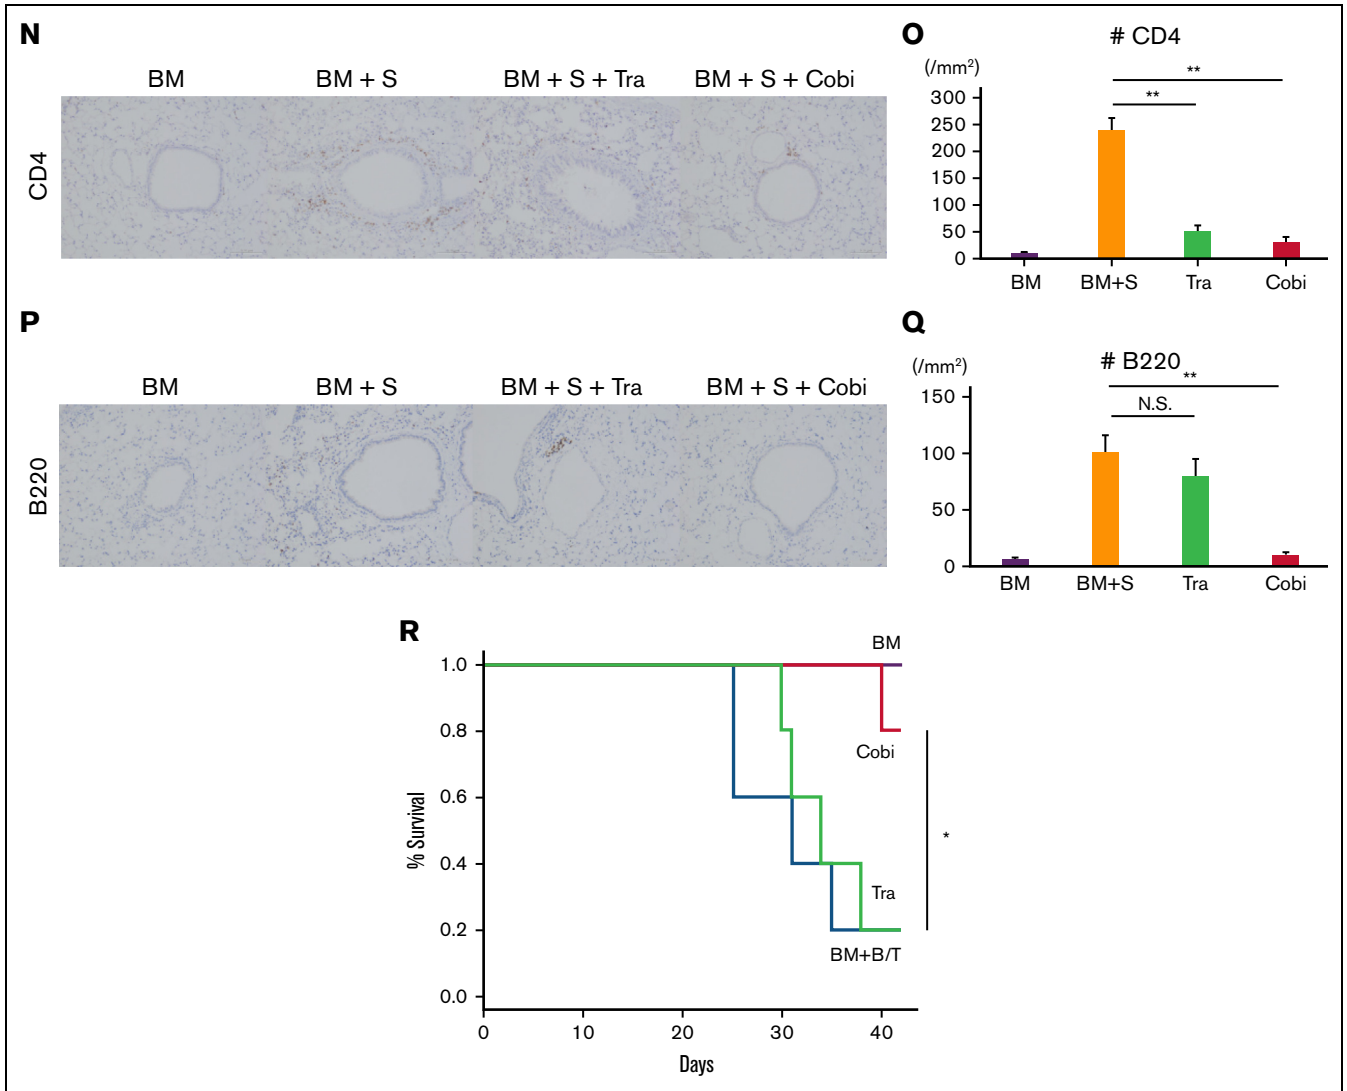 N
BM BM + S BM + S + Tra BM + S + Cobi
CD4
O
# CD4
(/mm²)
**
**
300
250
200
150
100
50
0
BM BM+S Tra Cobi
P
BM BM + S BM + S + Tra BM + S + Cobi
B220
Q
# B220
(/mm²)
**
N.S.
150
100
50
0
BM BM+S Tra Cobi
R
BM
1.0
0.8
Cobi
0.6
% Survival
*
0.4
Tra
0.2
BM+B/T
0.0
0 10 20 30 40
Days